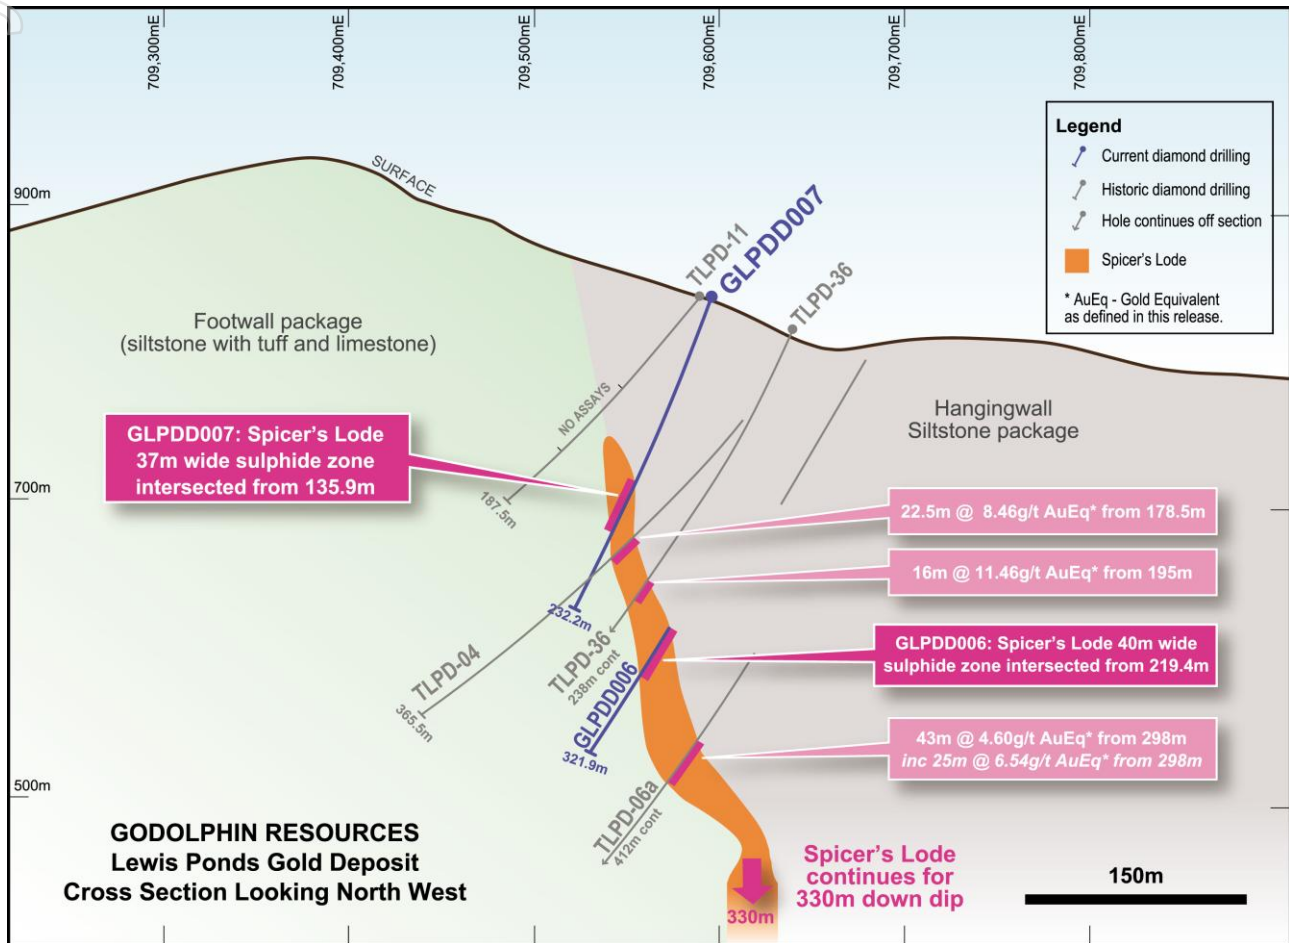 709,300mE
709,400mE
709,500mE
709,600mE
709,700mE
709,800mE
Legend
Current diamond drilling
Historic diamond drilling
Hole continues off section
Spicer's Lode
* AuEq - Gold Equivalent
as defined in this release.
SURFACE
900m
TLPD-11
GLPDD007
TLPD-36
Footwall package
(siltstone with tuff and limestone)
NO ASSAYS
Hangingwall
Siltstone package
GLPDD007: Spicer's Lode
37m wide sulphide zone
intersected from 135.9m
700m
187.5m
22.5m @ 8.46g/t AuEq* from 178.5m
16m @ 11.46g/t AuEq* from 195m
232.2m
TLPD-36
238m cont
GLPDD006: Spicer's Lode 40m wide
sulphide zone intersected from 219.4m
TLPD-04
365.5m
GLPDD006
321.9m
43m @ 4.60g/t AuEq* from 298m
inc 25m @ 6.54g/t AuEq* from 298m
500m
TLPD-06a
412m cont
GODOLPHIN RESOURCES
Lewis Ponds Gold Deposit
Cross Section Looking North West
Spicer's Lode
continues for
330m down dip
330m
150m